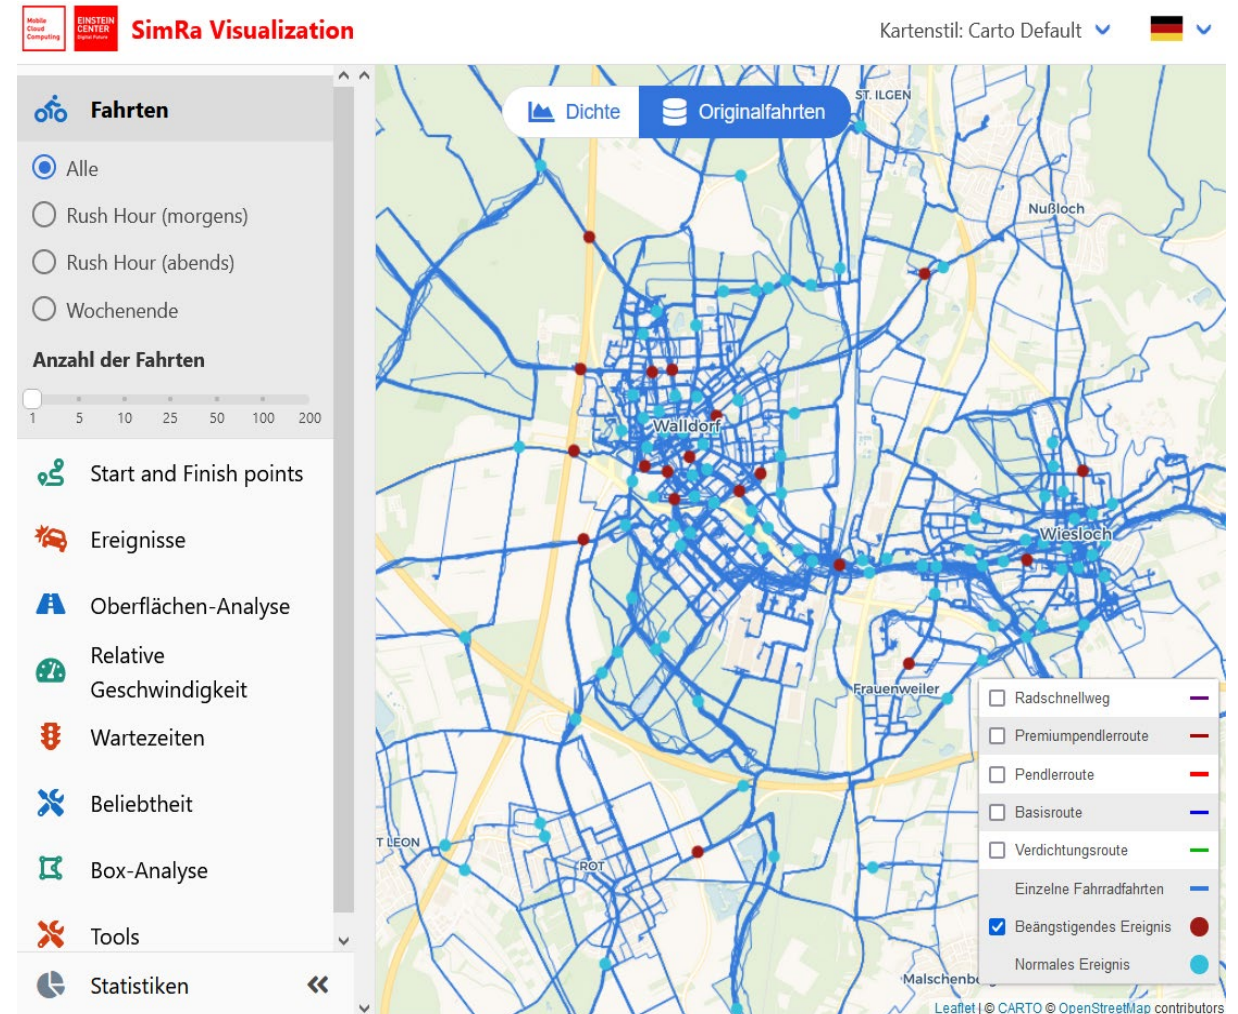 Mobile
Cloud
Computing
EINSTEIN
CENTER
Digital Future
SimRa Visualization
Kartenstil: Carto Default
Fahrten
Alle
Rush Hour (morgens)
Rush Hour (abends)
Wochenende
Anzahl der Fahrten
1 5 10 25 50 100 200
Start and Finish points
Ereignisse
Oberflächen-Analyse
Relative
Geschwindigkeit
Wartezeiten
Beliebtheit
Box-Analyse
Tools
Statistiken
Dichte
Originalfahrten
ST. ILGEN
Nußloch
Walldorf
Wiesloch
Frauenweiler
T LEON
ROT
Malschenbe
Radschnellweg
Premiumpendlerroute
Pendlerroute
Basisroute
Verdichtungsroute
Einzelne Fahrradfahrten
Beängstigendes Ereignis
Normales Ereignis
Leaflet | © CARTO © OpenStreetMap contributors